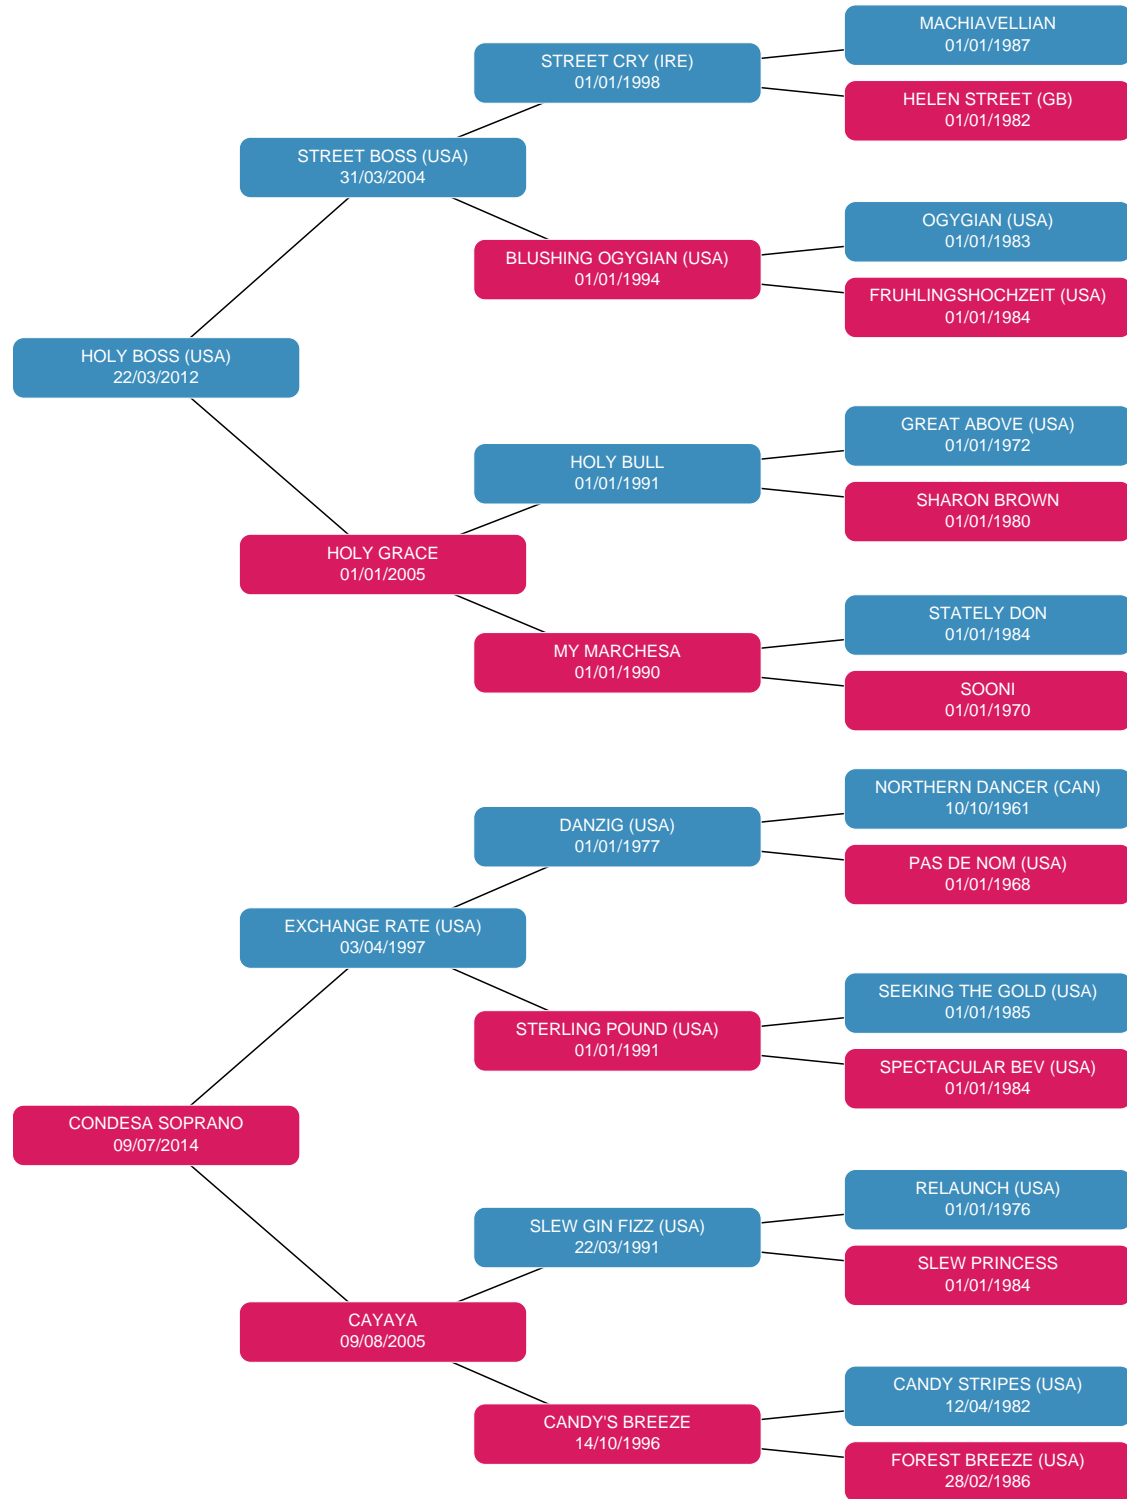 MACHIAVELLIAN
01/01/1987
STREET CRY (IRE)
01/01/1998
HELEN STREET (GB)
01/01/1982
STREET BOSS (USA)
31/03/2004
OGYGIAN (USA)
01/01/1983
BLUSHING OGYGIAN (USA)
01/01/1994
FRUHLINGSHOCHZEIT (USA)
01/01/1984
HOLY BOSS (USA)
22/03/2012
GREAT ABOVE (USA)
01/01/1972
HOLY BULL
01/01/1991
SHARON BROWN
01/01/1980
HOLY GRACE
01/01/2005
STATELY DON
01/01/1984
MY MARCHESA
01/01/1990
SOONI
01/01/1970
NORTHERN DANCER (CAN)
10/10/1961
DANZIG (USA)
01/01/1977
PAS DE NOM (USA)
01/01/1968
EXCHANGE RATE (USA)
03/04/1997
SEEKING THE GOLD (USA)
01/01/1985
STERLING POUND (USA)
01/01/1991
SPECTACULAR BEV (USA)
01/01/1984
CONDESA SOPRANO
09/07/2014
RELAUNCH (USA)
01/01/1976
SLEW GIN FIZZ (USA)
22/03/1991
SLEW PRINCESS
01/01/1984
CAYAYA
09/08/2005
CANDY STRIPES (USA)
12/04/1982
CANDY'S BREEZE
14/10/1996
FOREST BREEZE (USA)
28/02/1986